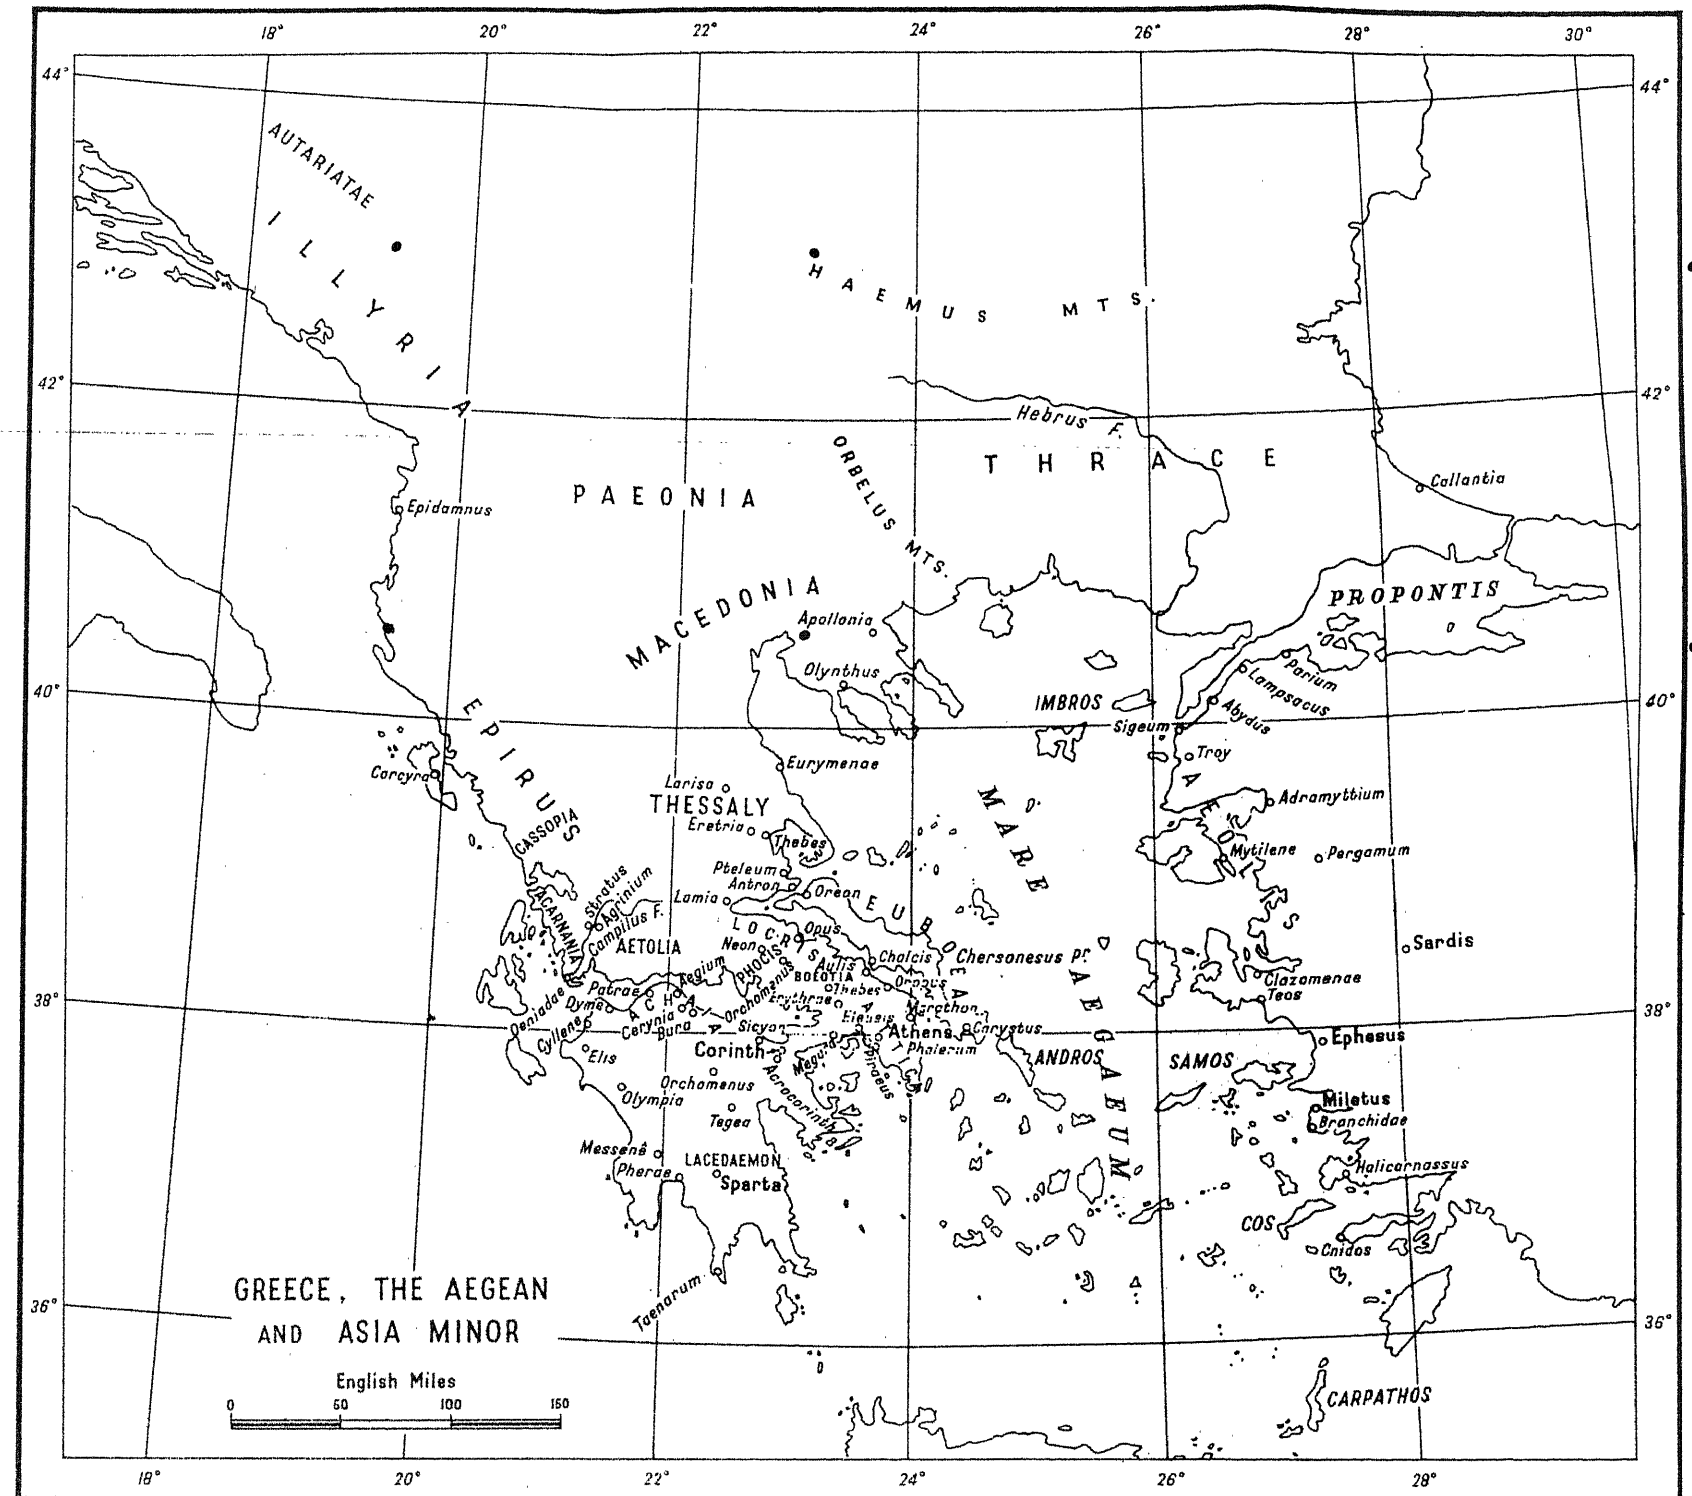 18° 20° 22° 24° 26° 28° 30°
44° 44°
AUTARIATAE
ILLYRIA
HAEMUS MTS.
42° 42°
Hebrus F.
THRACE
ORBELUS MTS.
PAEONIA
Callantia
Epidamnus
MACEDONIA
PROPONTIS
Apollonia
Olynthus
Parium
Lampsacus
Abydus
40° 40°
IMBROS
Sigeum
Troy
EPIRUS
Corcyra
Eurymenae
Larisa
THESSALY
Eretria
Thebes
MARE AEGAEUM
AEOLIS
Adramyttium
CASSOPIA
Mytilene
Pergamum
Pteleum
Antron
Orean
Lamia
Stratus
Agrinium
Campilus F.
ACARNANIA
AETOLIA
EUBOEA
LOCRIS
Opus
Neon
PHOCIS
Chalcis
Chersonesus Pr.
Sardis
Aulis
BOEOTIA
Aegium
Orchomenus
Thebes
Oropus
Clazomenae
Teos
38° 38°
Oeniadae
Patrae
Dyme
ACHAIA
Cerynia
Bura
Erythrae
Marathon
Eleusis
ATTICA
Cyllene
Sicyon
Athens
Carystus
Elis
Corinth
Megara
Piraeus
Phalerum
ANDROS
SAMOS
Ephesus
Acrocorinth
Orchomenus
Olympia
Tegea
Miletus
Branchidae
Messenê
Pherae
LACEDAEMON
Sparta
Halicarnassus
COS
Cnidos
Taenarum
GREECE, THE AEGEAN
AND ASIA MINOR
36° 36°
English Miles
0 50 100 150
CARPATHOS
18° 20° 22° 24° 26° 28°